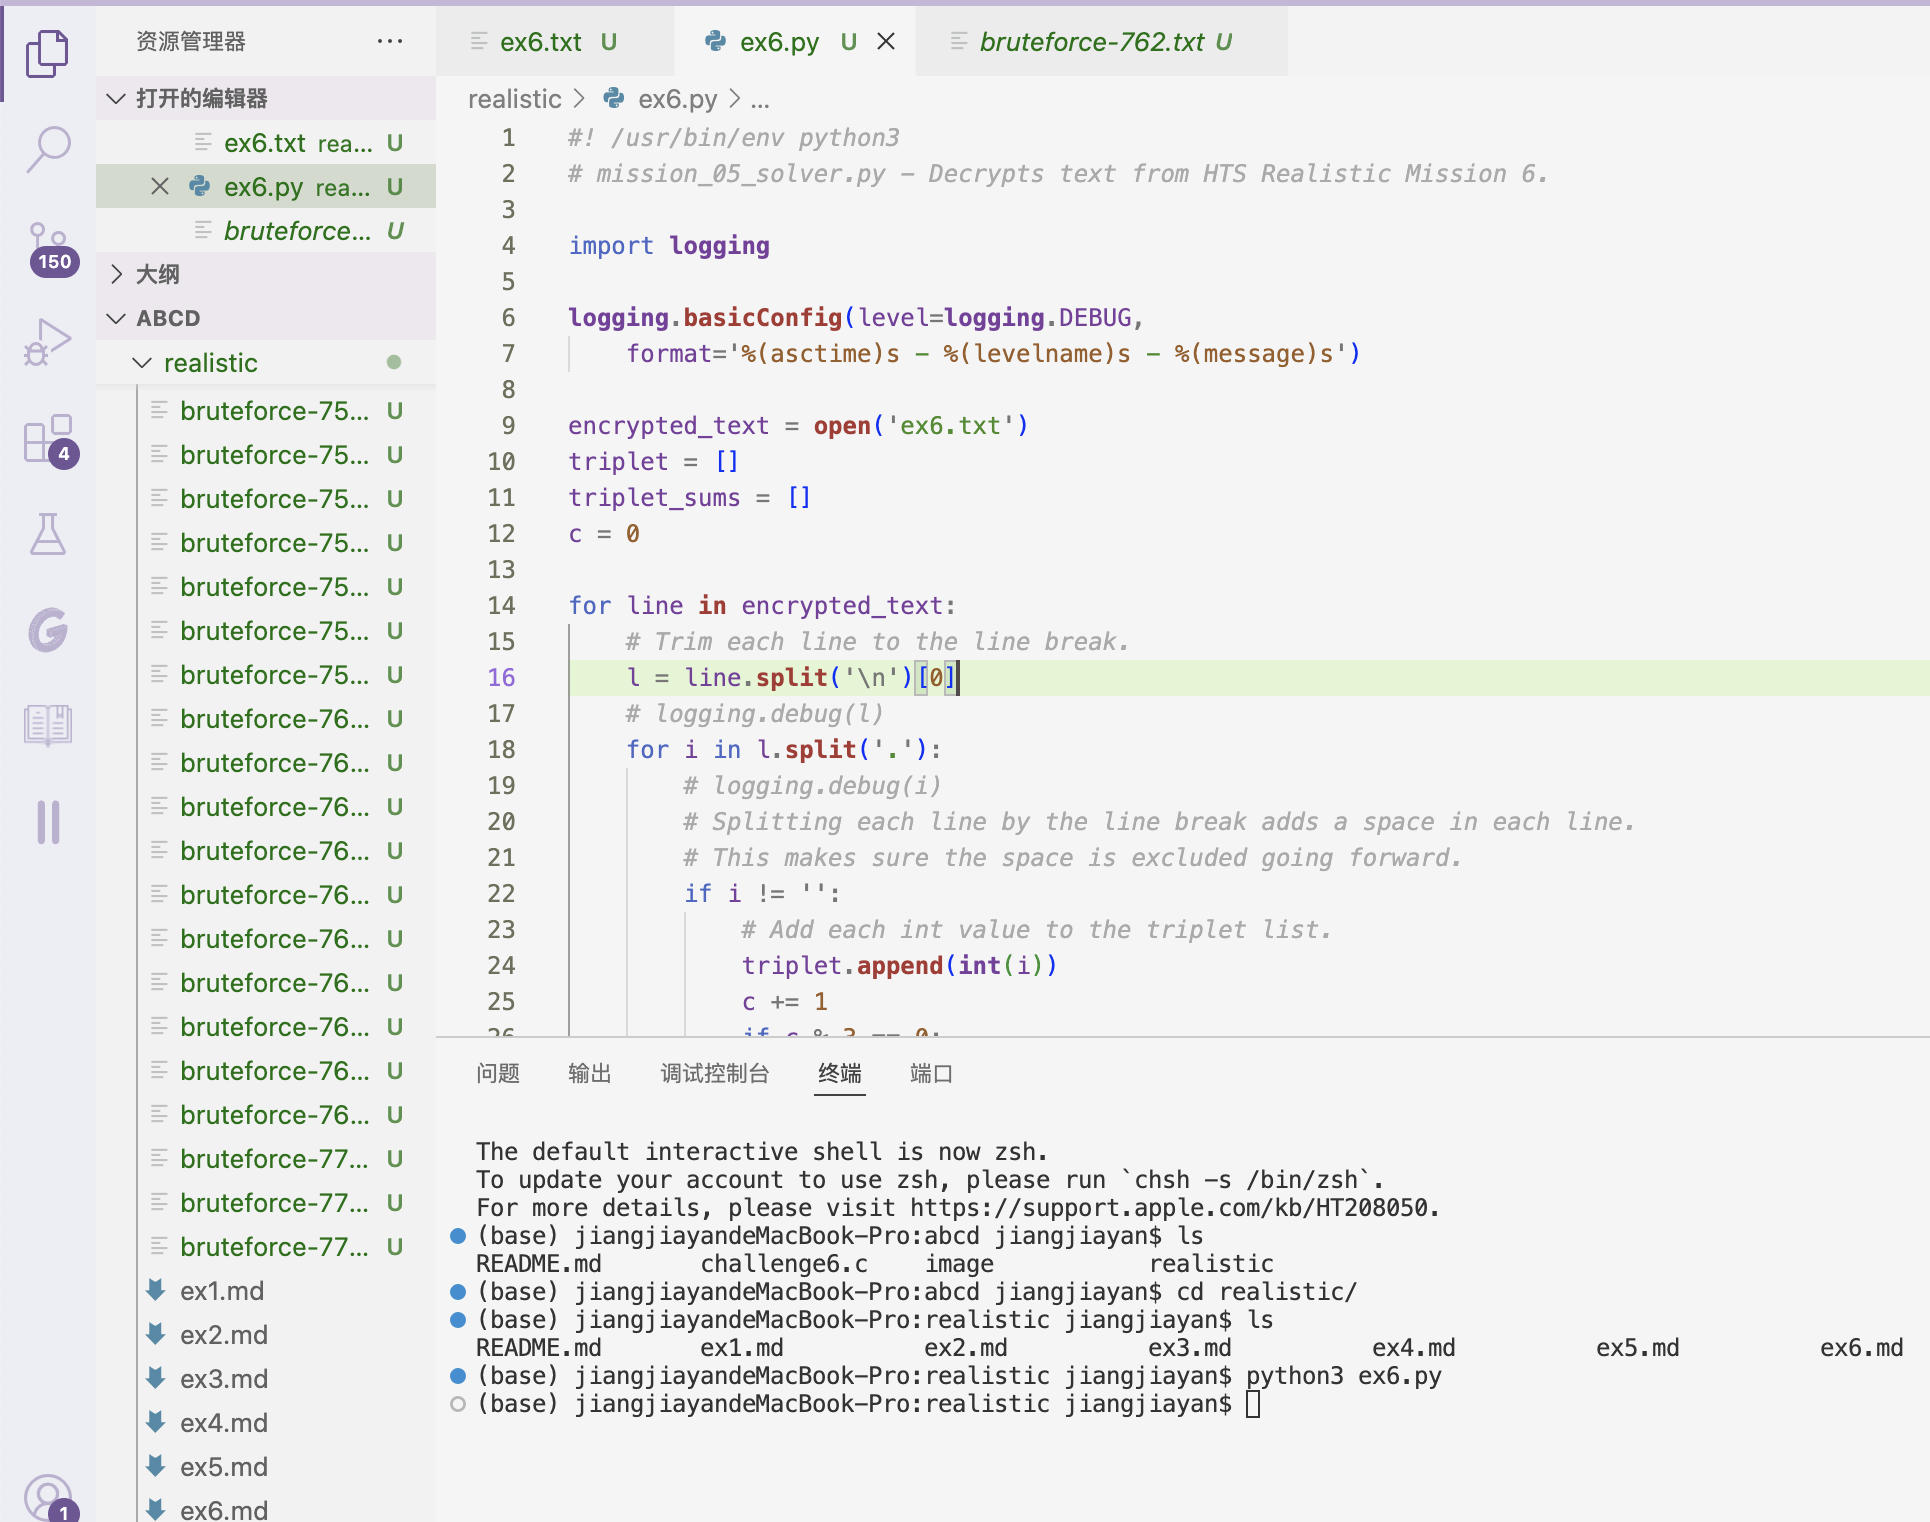 资源管理器 ...
打开的编辑器
ex6.txt rea... U
ex6.py rea... U
bruteforce... U
大纲
ABCD
realistic
bruteforce-75... U
bruteforce-75... U
bruteforce-75... U
bruteforce-75... U
bruteforce-75... U
bruteforce-75... U
bruteforce-75... U
bruteforce-76... U
bruteforce-76... U
bruteforce-76... U
bruteforce-76... U
bruteforce-76... U
bruteforce-76... U
bruteforce-76... U
bruteforce-76... U
bruteforce-76... U
bruteforce-76... U
bruteforce-77... U
bruteforce-77... U
bruteforce-77... U
ex1.md
ex2.md
ex3.md
ex4.md
ex5.md
ex6.md
150
4
1
ex6.txt U
ex6.py U
bruteforce-762.txt U
realistic > ex6.py > ...
1 #! /usr/bin/env python3
2 # mission_05_solver.py - Decrypts text from HTS Realistic Mission 6.
3
4 import logging
5
6 logging.basicConfig(level=logging.DEBUG,
7     format='%(asctime)s - %(levelname)s - %(message)s')
8
9 encrypted_text = open('ex6.txt')
10 triplet = []
11 triplet_sums = []
12 c = 0
13
14 for line in encrypted_text:
15     # Trim each line to the line break.
16     l = line.split('\n')[0]
17     # logging.debug(l)
18     for i in l.split('.'):
19         # logging.debug(i)
20         # Splitting each line by the line break adds a space in each line.
21         # This makes sure the space is excluded going forward.
22         if i != '':
23             # Add each int value to the triplet list.
24             triplet.append(int(i))
25             c += 1
26             if c % 3 == 0:
问题 输出 调试控制台 终端 端口
The default interactive shell is now zsh.
To update your account to use zsh, please run `chsh -s /bin/zsh`.
For more details, please visit https://support.apple.com/kb/HT208050.
(base) jiangjiayandeMacBook-Pro:abcd jiangjiayan$ ls
README.md challenge6.c image realistic
(base) jiangjiayandeMacBook-Pro:abcd jiangjiayan$ cd realistic/
(base) jiangjiayandeMacBook-Pro:realistic jiangjiayan$ ls
README.md ex1.md ex2.md ex3.md ex4.md ex5.md ex6.md
(base) jiangjiayandeMacBook-Pro:realistic jiangjiayan$ python3 ex6.py
(base) jiangjiayandeMacBook-Pro:realistic jiangjiayan$